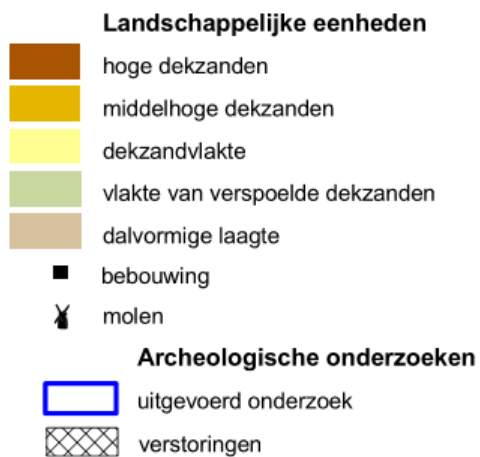 Landschappelijke eenheden
hoge dekzanden
middelhoge dekzanden
dekzandvlakte
vlakte van verspoelde dekzanden
dalvormige laagte
bebouwing
molen
Archeologische onderzoeken
uitgevoerd onderzoek
verstoringen